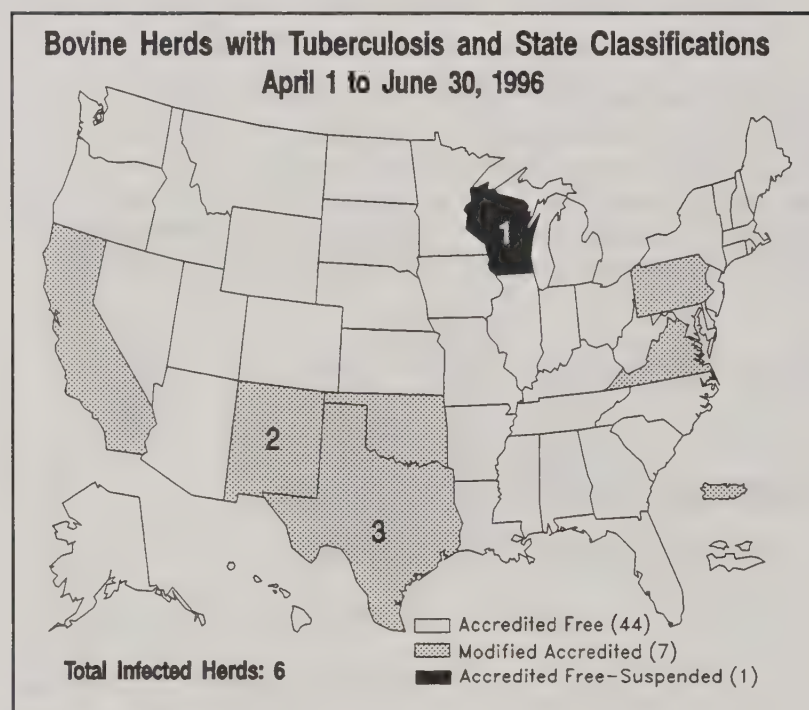 Bovine Herds with Tuberculosis and State Classifications
April 1 to June 30, 1996
1
2
3
Accredited Free (44)
Modified Accredited (7)
Accredited Free-Suspended (1)
Total Infected Herds: 6